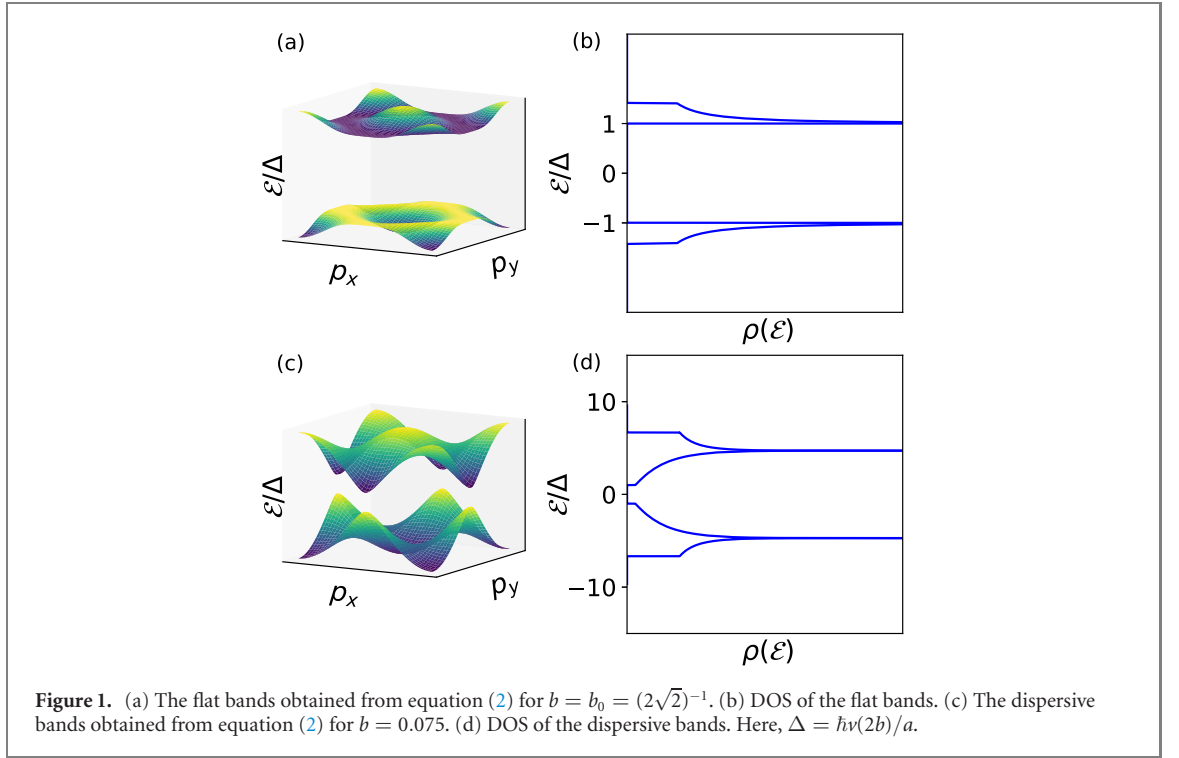 (a)
ℰ/Δ
pₓ
p_y
(b)
ℰ/Δ
1
0
−1
ρ(ℰ)
(c)
ℰ/Δ
pₓ
p_y
(d)
ℰ/Δ
10
0
−10
ρ(ℰ)
Figure 1. (a) The flat bands obtained from equation (2) for b = b₀ = (2√2)⁻¹. (b) DOS of the flat bands. (c) The dispersive
bands obtained from equation (2) for b = 0.075. (d) DOS of the dispersive bands. Here, Δ = ℏv(2b)/a.